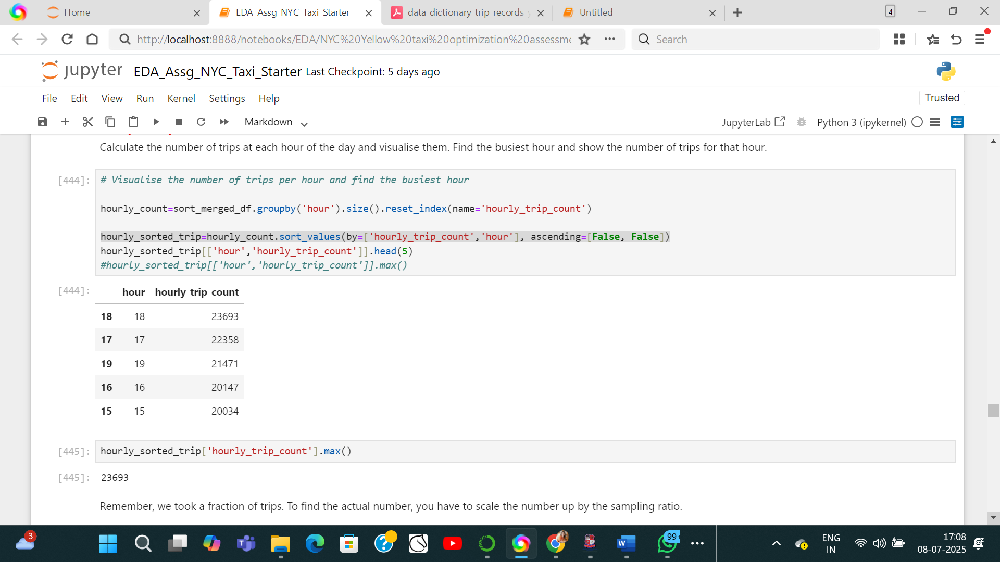 Home
EDA_Assg_NYC_Taxi_Starter
data_dictionary_trip_records_
Untitled
4
http://localhost:8888/notebooks/EDA/NYC%20Yellow%20taxi%20optimization%20assessme
Search
jupyter EDA_Assg_NYC_Taxi_Starter Last Checkpoint: 5 days ago
File Edit View Run Kernel Settings Help
Trusted
Markdown
JupyterLab
Python 3 (ipykernel)
Calculate the number of trips at each hour of the day and visualise them. Find the busiest hour and show the number of trips for that hour.
[444]:
# Visualise the number of trips per hour and find the busiest hour
hourly_count=sort_merged_df.groupby('hour').size().reset_index(name='hourly_trip_count')
hourly_sorted_trip=hourly_count.sort_values(by=['hourly_trip_count','hour'], ascending=[False, False])
hourly_sorted_trip[['hour','hourly_trip_count']].head(5)
#hourly_sorted_trip[['hour','hourly_trip_count']].max()
[444]:
hour hourly_trip_count
18 18 23693
17 17 22358
19 19 21471
16 16 20147
15 15 20034
[445]: hourly_sorted_trip['hourly_trip_count'].max()
[445]: 23693
Remember, we took a fraction of trips. To find the actual number, you have to scale the number up by the sampling ratio.
3
99+
ENG
IN
17:08
08-07-2025